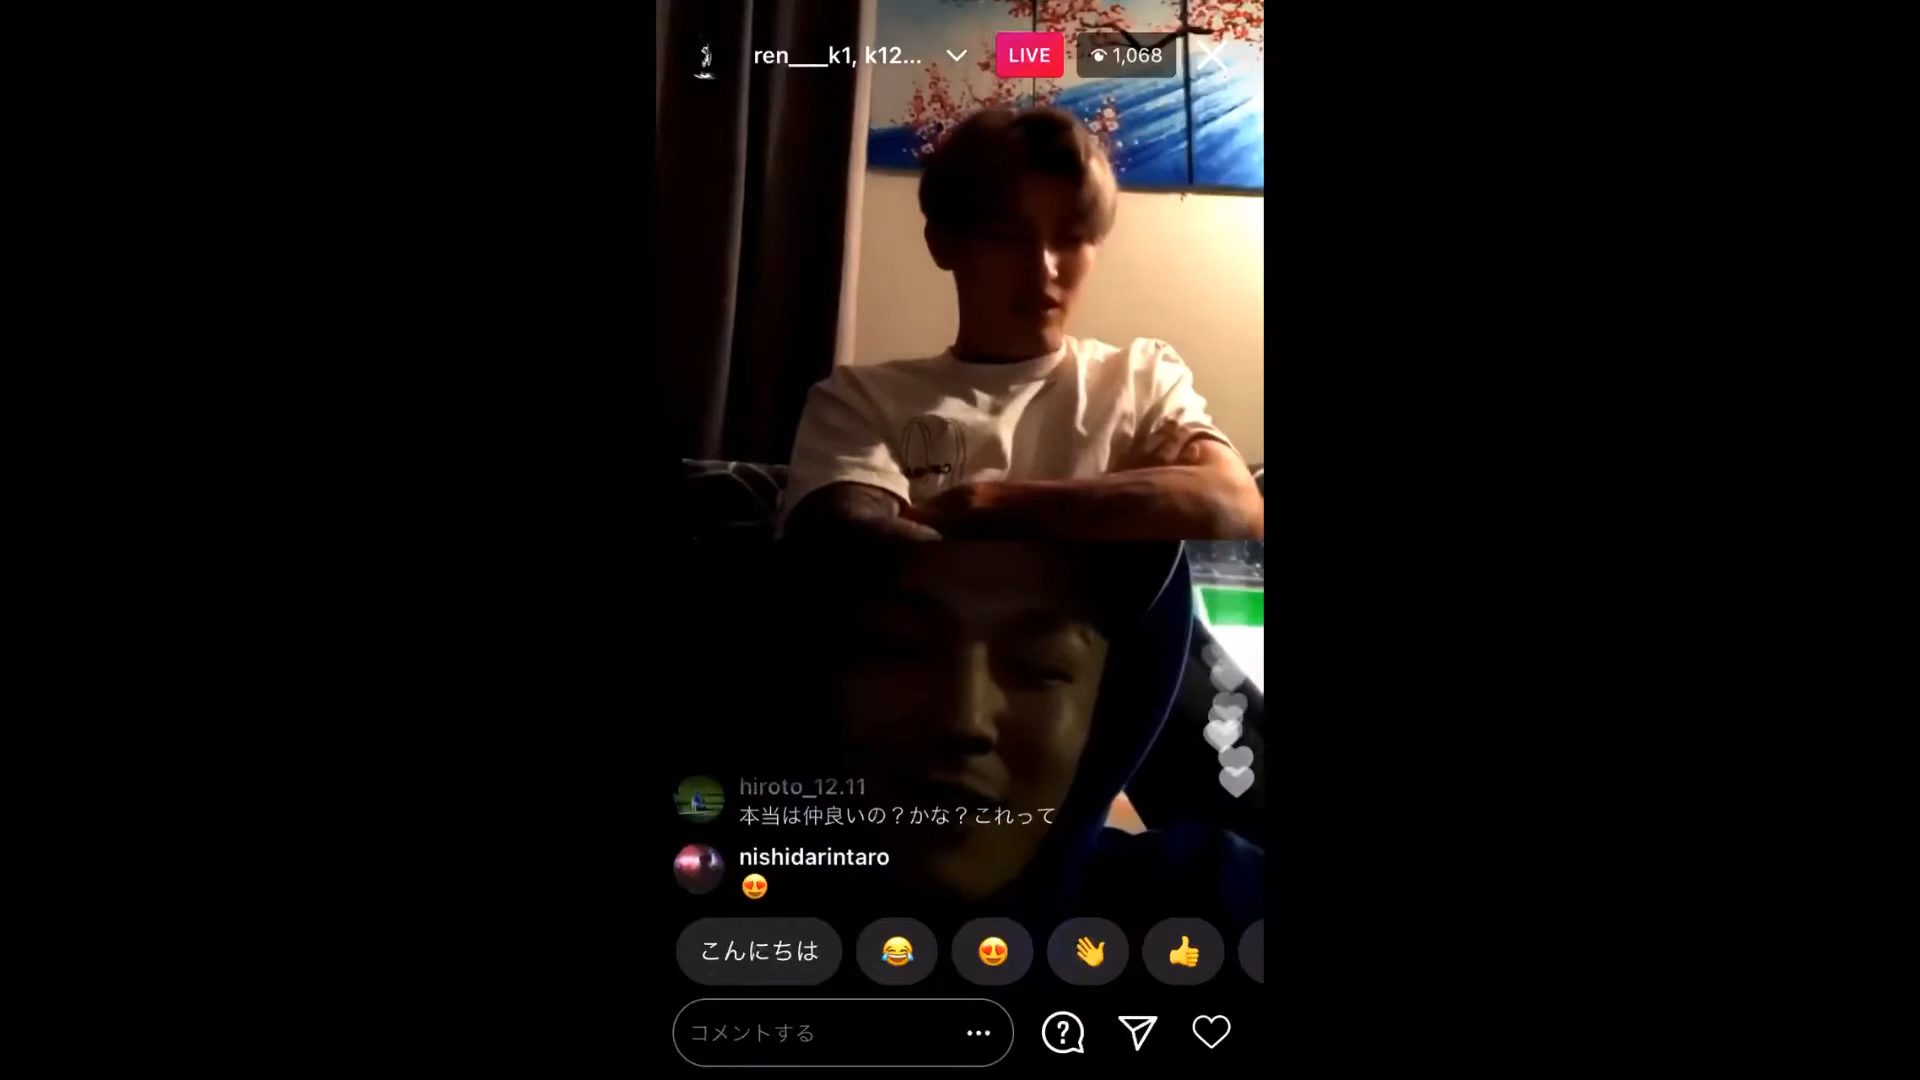 ren___k1, k12...
LIVE
1,068
hiroto_12.11
本当は仲良いの？かな？これって
nishidarintaro
😍
こんにちは
😂
😍
👋
👍
コメントする